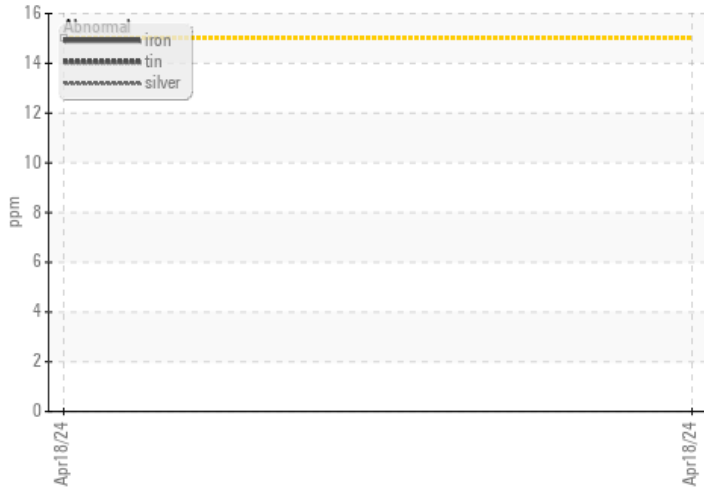 16
Abnormal
iron
tin
silver
14
12
10
8
6
4
2
0
ppm
Apr18/24
Apr18/24